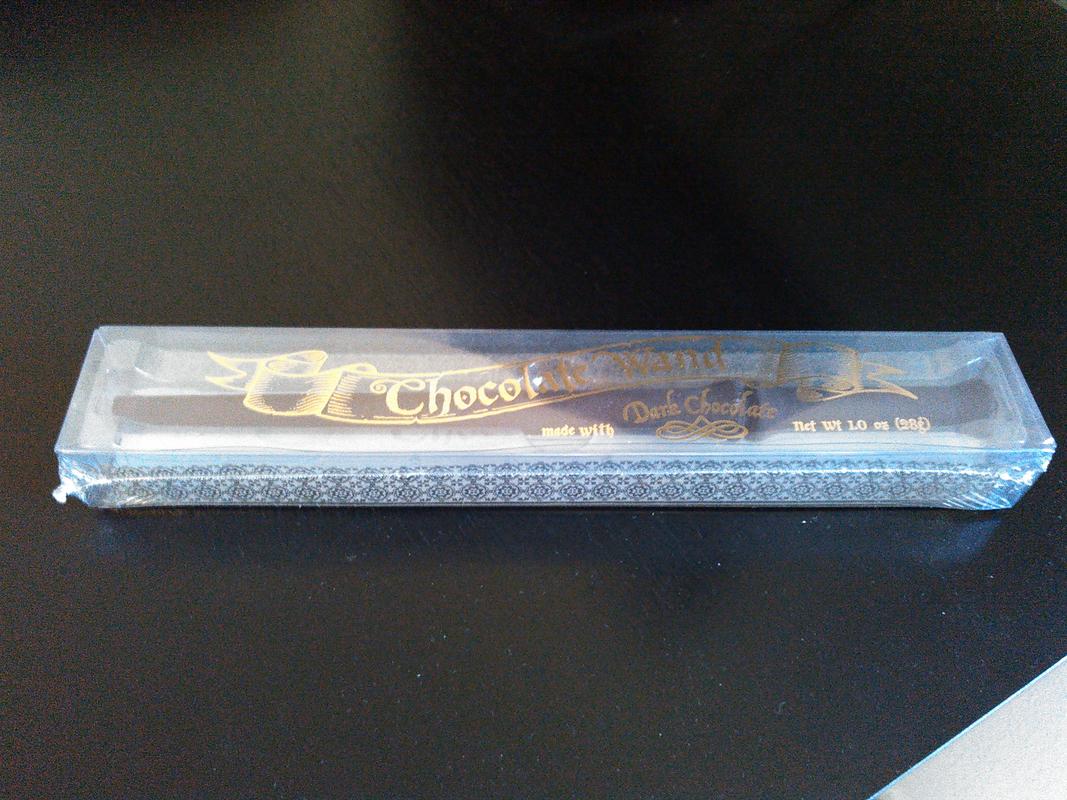 Chocolate Wand
made with Dark Chocolate
Net Wt 1.0 oz (28g)